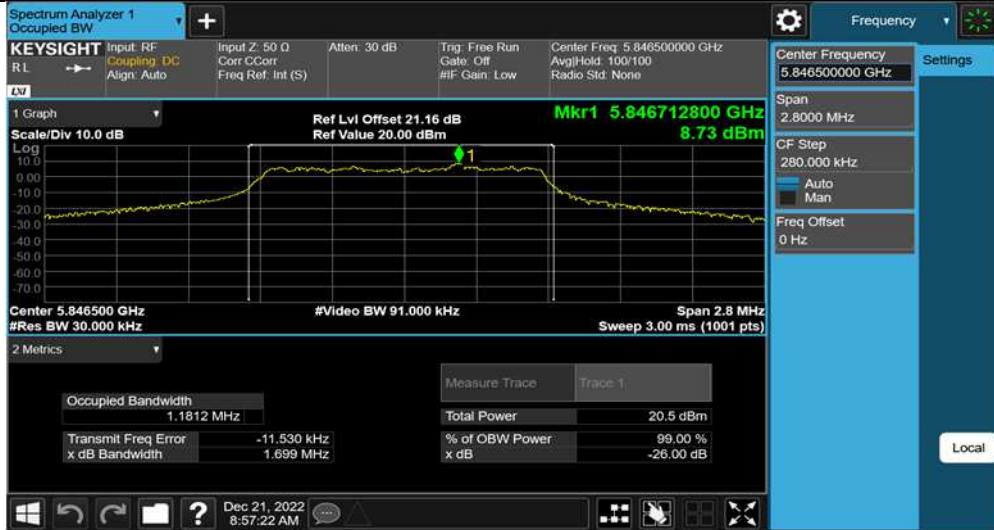 Spectrum Analyzer 1
Occupied BW
+
Frequency
KEYSIGHT
RL
LXI
Input: RF
Coupling: DC
Align: Auto
Input Z: 50 Ω
Corr CCorr
Freq Ref: Int (S)
Atten: 30 dB
Trig: Free Run
Gate: Off
#IF Gain: Low
Center Freq: 5.846500000 GHz
Avg|Hold: 100/100
Radio Std: None
Center Frequency
5.846500000 GHz
Settings
Span
2.8000 MHz
CF Step
280.000 kHz
Auto
Man
Freq Offset
0 Hz
Local
1 Graph
Scale/Div 10.0 dB
Ref Lvl Offset 21.16 dB
Ref Value 20.00 dBm
Mkr1 5.846712800 GHz
8.73 dBm
Log
10.0
0.00
-10.0
-20.0
-30.0
-40.0
-50.0
-60.0
-70.0
1
Center 5.846500 GHz
#Res BW 30.000 kHz
#Video BW 91.000 kHz
Span 2.8 MHz
Sweep 3.00 ms (1001 pts)
2 Metrics
Measure Trace
Trace 1
Occupied Bandwidth
1.1812 MHz
Total Power
20.5 dBm
Transmit Freq Error
-11.530 kHz
% of OBW Power
99.00 %
x dB Bandwidth
1.699 MHz
x dB
-26.00 dB
?
Dec 21, 2022
8:57:22 AM